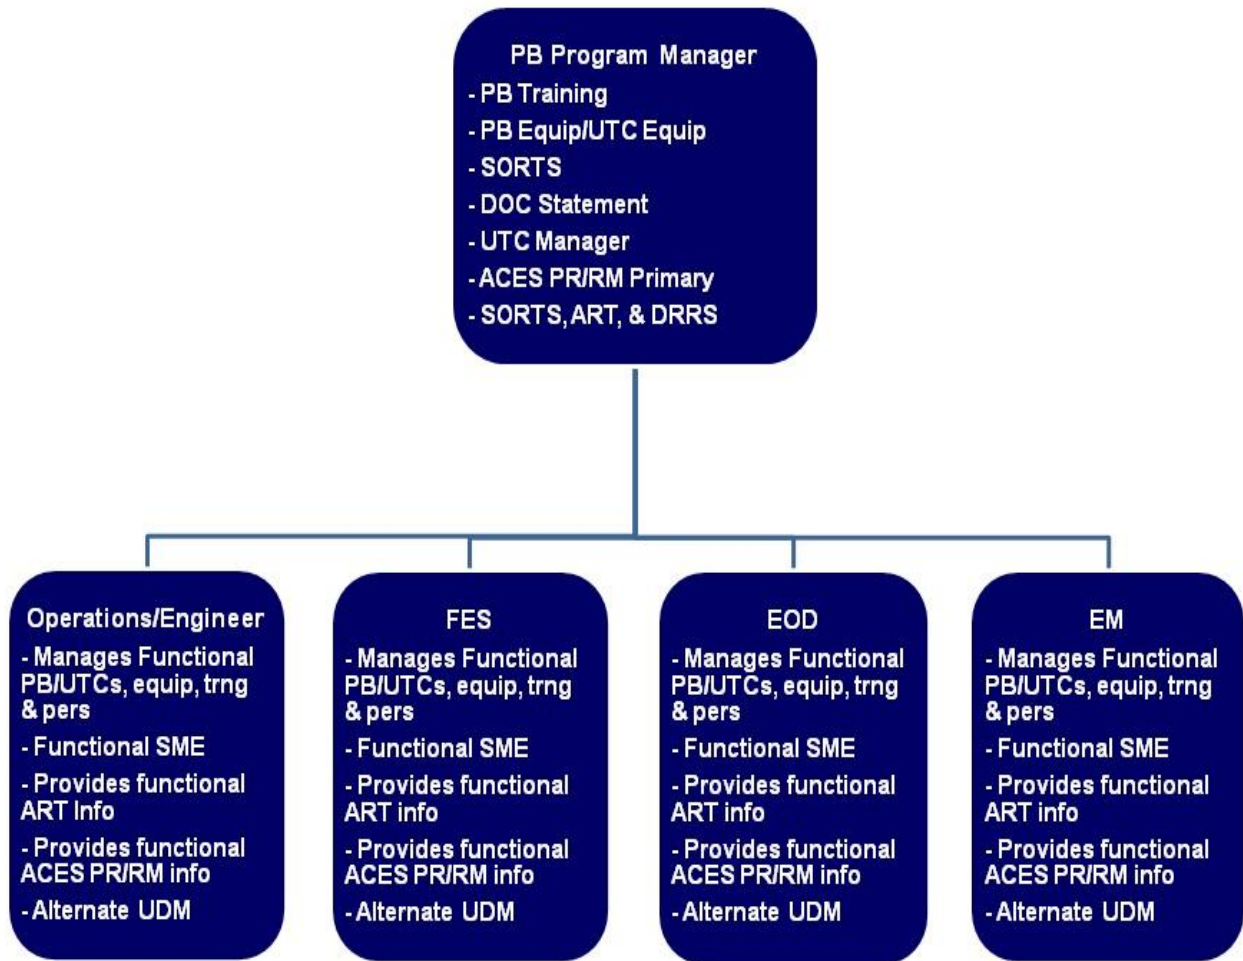 PB Program Manager
- PB Training
- PB Equip/UTC Equip
- SORTS
- DOC Statement
- UTC Manager
- ACES PR/RM Primary
- SORTS, ART, & DRRS
Operations/Engineer
- Manages Functional
PB/UTCs, equip, trng
& pers
- Functional SME
- Provides functional
ART Info
- Provides functional
ACES PR/RM info
- Alternate UDM
FES
- Manages Functional
PB/UTCs, equip, trng
& pers
- Functional SME
- Provides functional
ART info
- Provides functional
ACES PR/RM info
- Alternate UDM
EOD
- Manages Functional
PB/UTCs, equip, trng
& pers
- Functional SME
- Provides functional
ART info
- Provides functional
ACES PR/RM info
- Alternate UDM
EM
- Manages Functional
PB/UTCs, equip, trng
& pers
- Functional SME
- Provides functional
ART info
- Provides functional
ACES PR/RM info
- Alternate UDM